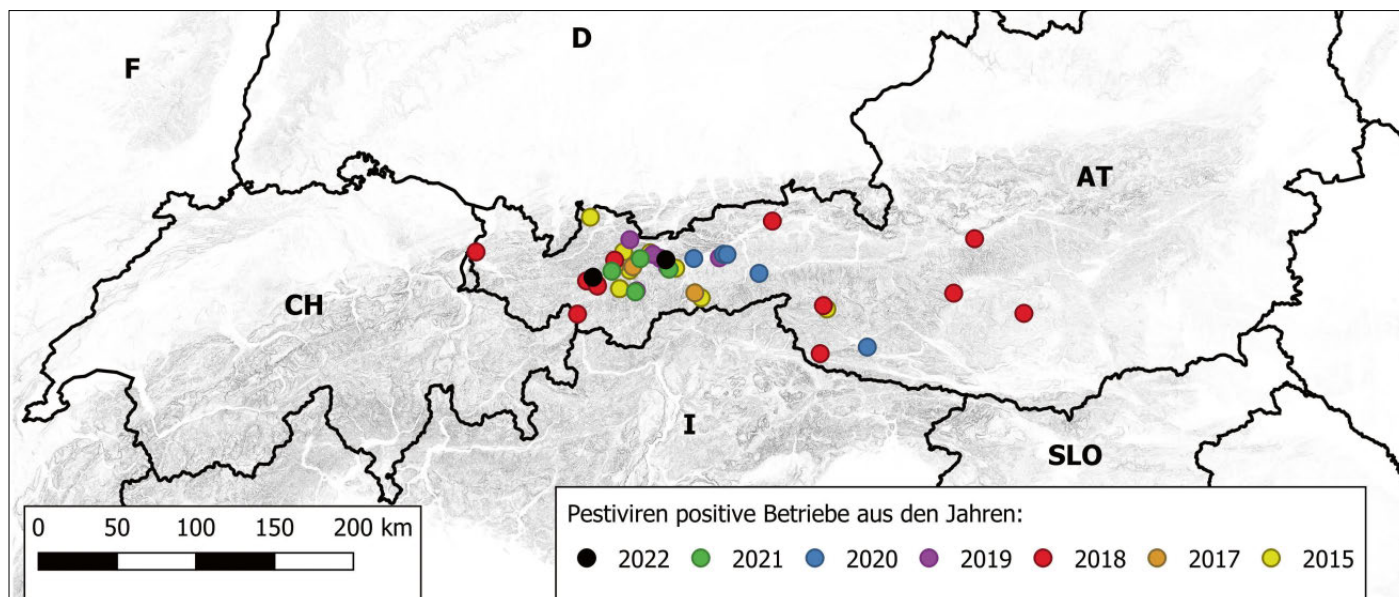 D
F
AT
CH
I
SLO
0 50 100 150 200 km
Pestiviren positive Betriebe aus den Jahren:
2022 2021 2020 2019 2018 2017 2015